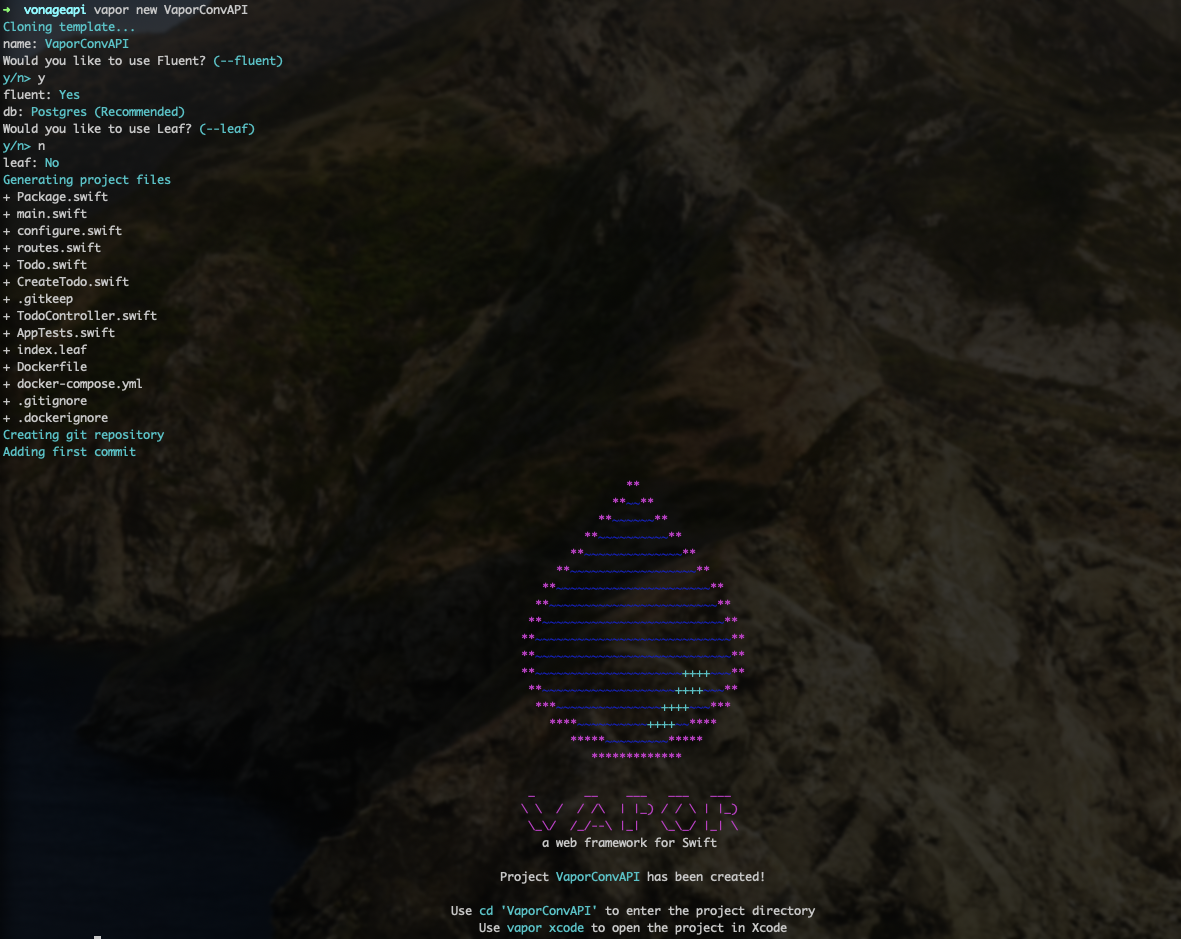 ➜  vonageapi vapor new VaporConvAPI
Cloning template...
name: VaporConvAPI
Would you like to use Fluent? (--fluent)
y/n> y
fluent: Yes
db: Postgres (Recommended)
Would you like to use Leaf? (--leaf)
y/n> n
leaf: No
Generating project files
+ Package.swift
+ main.swift
+ configure.swift
+ routes.swift
+ Todo.swift
+ CreateTodo.swift
+ .gitkeep
+ TodoController.swift
+ AppTests.swift
+ index.leaf
+ Dockerfile
+ docker-compose.yml
+ .gitignore
+ .dockerignore
Creating git repository
Adding first commit
VAPOR
a web framework for Swift
Project VaporConvAPI has been created!
Use cd 'VaporConvAPI' to enter the project directory
Use vapor xcode to open the project in Xcode